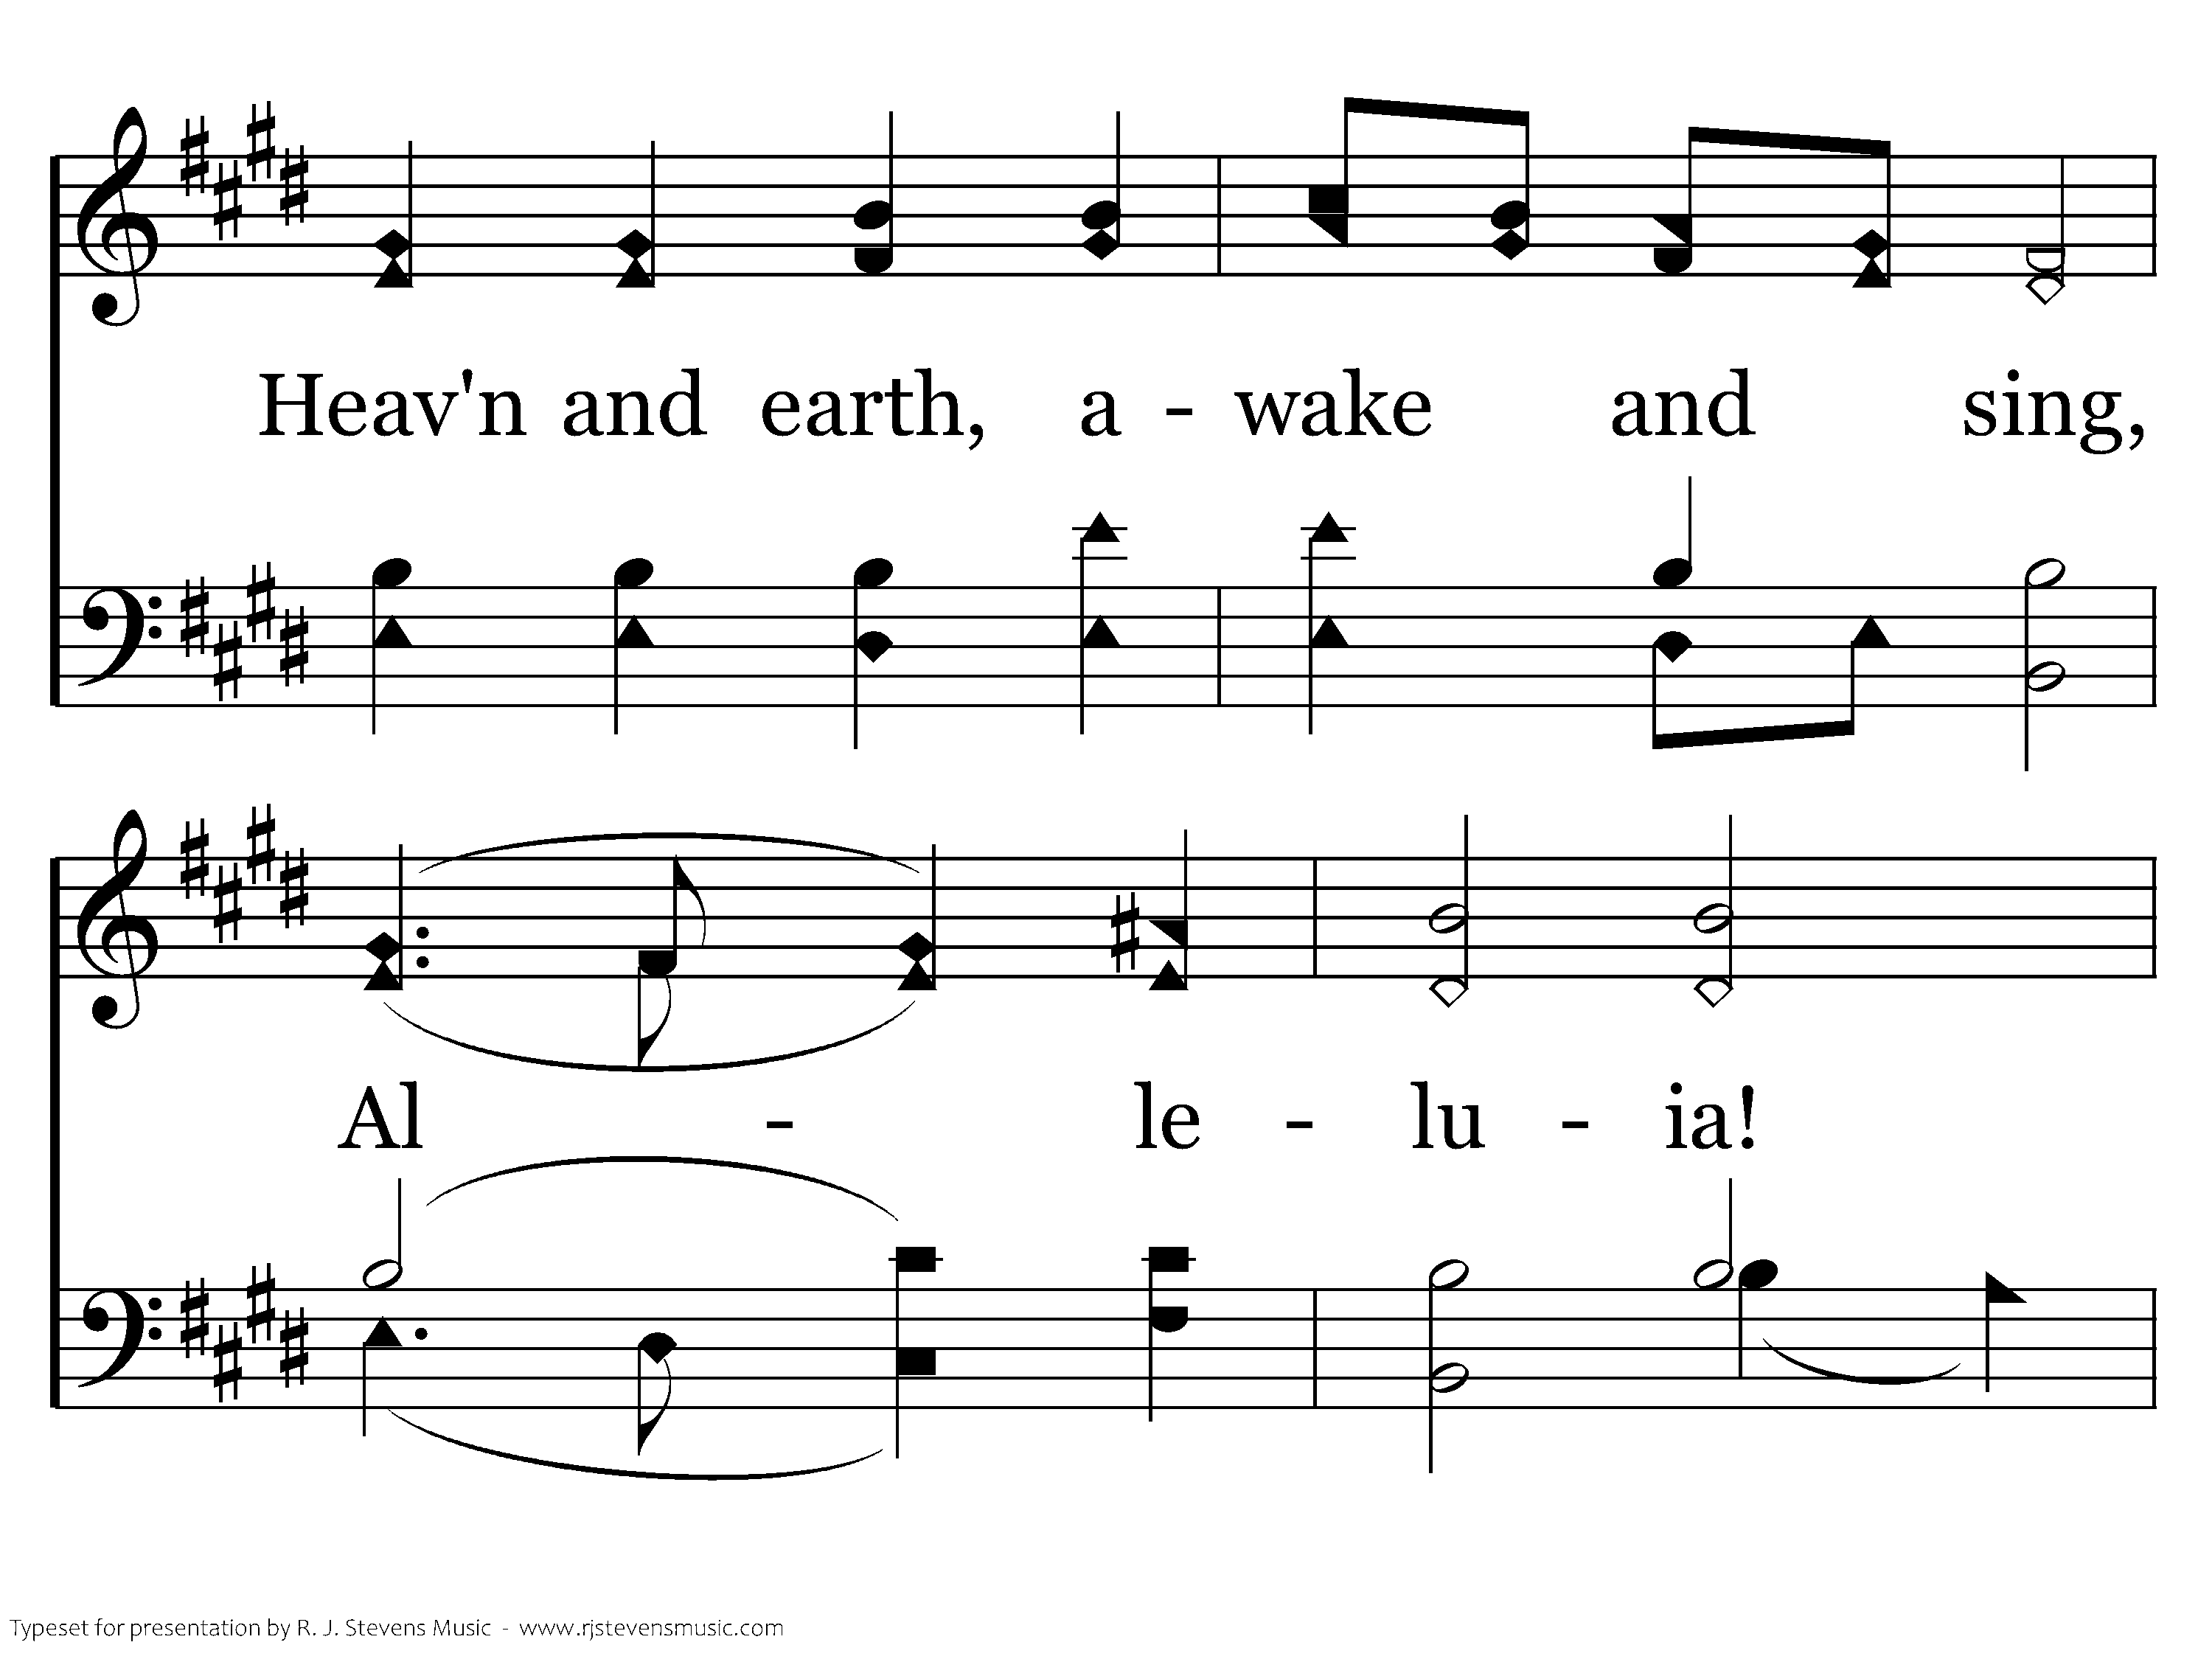 Heav'n and earth, a - wake and sing,
Al - le - lu - ia!
Typeset for presentation by R. J. Stevens Music - www.rjstevensmusic.com